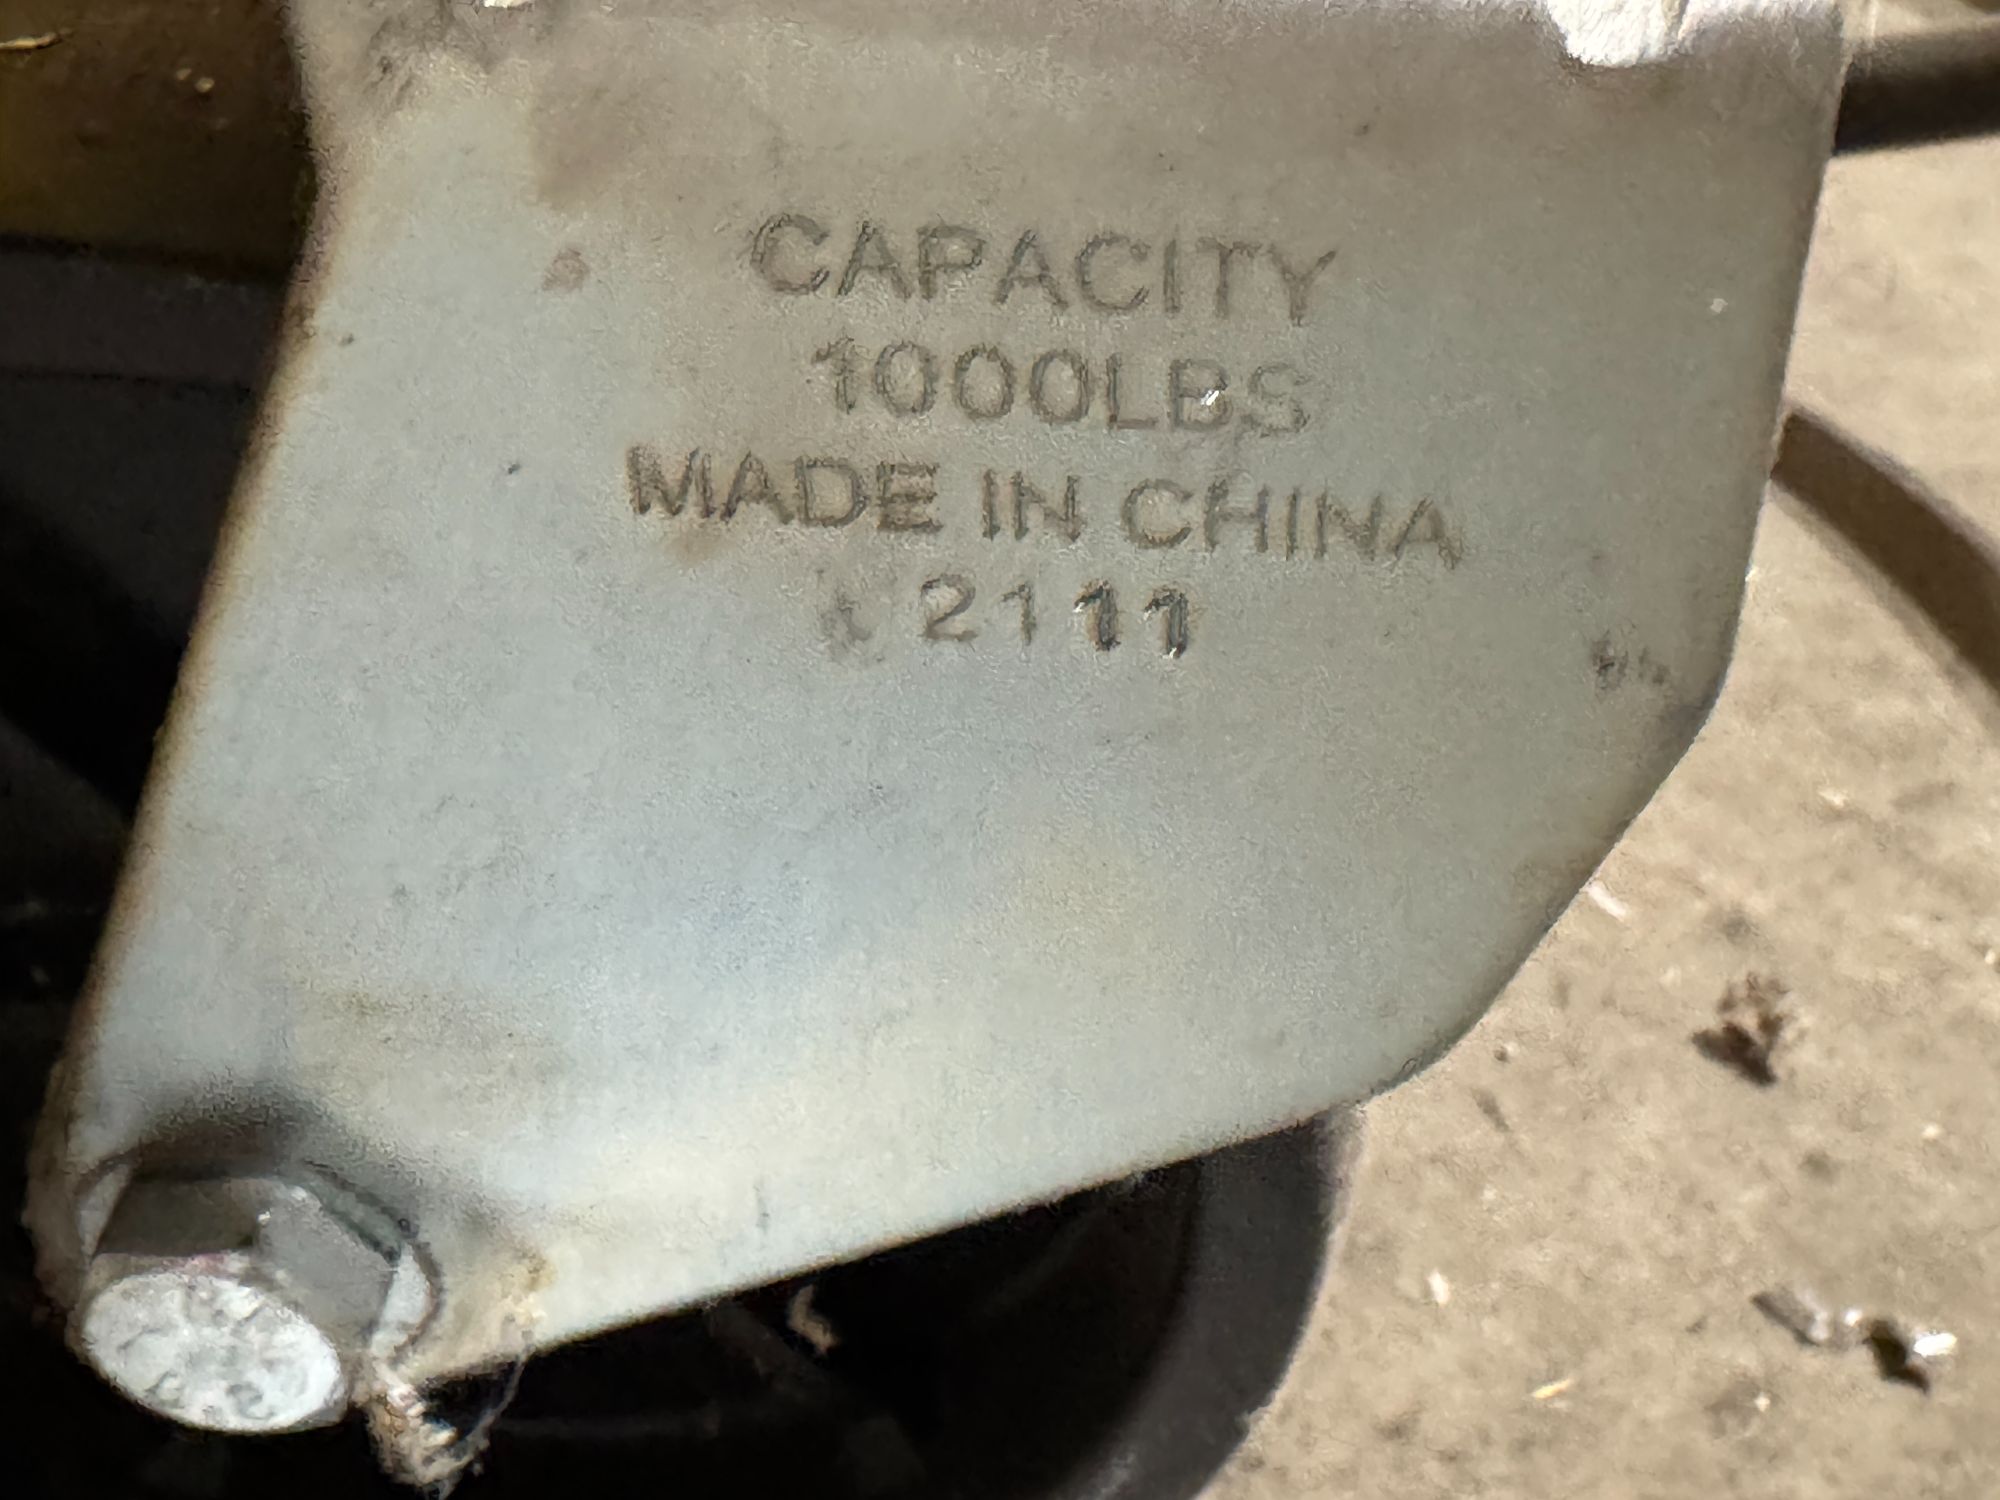 CAPACITY
1000LBS
MADE IN CHINA
2111